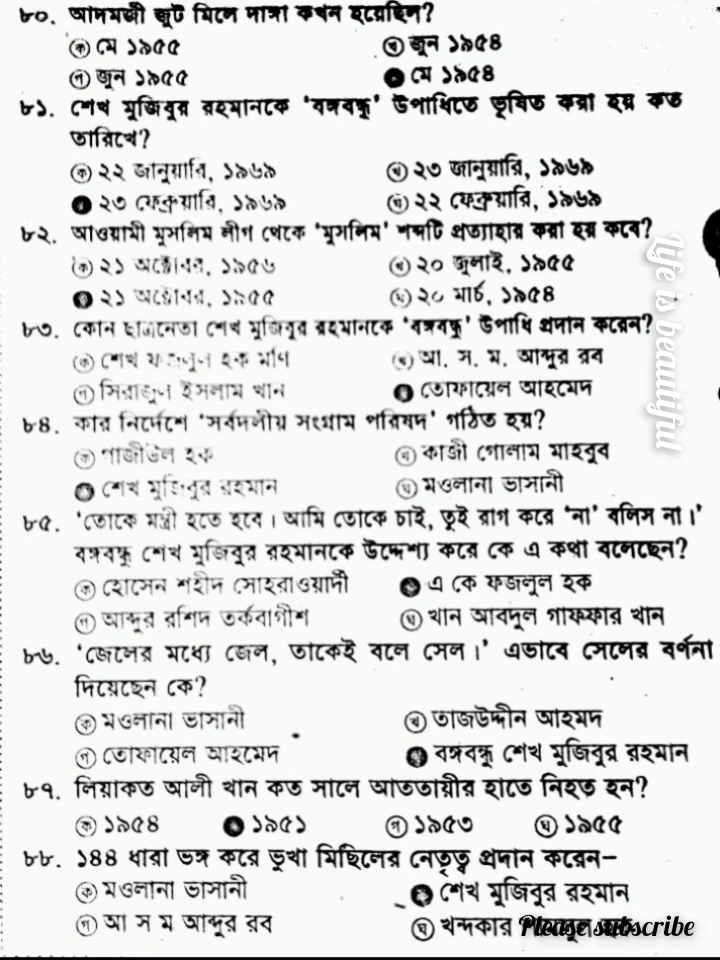 ৮০. আদমজী জুট মিলে দাঙ্গা কখন হয়েছিল?
ক মে ১৯৫৫ খ জুন ১৯৫৪
গ জুন ১৯৫৫ মে ১৯৫৪
৮১. শেখ মুজিবুর রহমানকে ‘বঙ্গবন্ধু’ উপাধিতে ভূষিত করা হয় কত
তারিখে?
ক ২২ জানুয়ারি, ১৯৬৯ খ ২৩ জানুয়ারি, ১৯৬৯
২৩ ফেব্রুয়ারি, ১৯৬৯ ঘ ২২ ফেব্রুয়ারি, ১৯৬৯
৮২. আওয়ামী মুসলিম লীগ থেকে ‘মুসলিম’ শব্দটি প্রত্যাহার করা হয় কবে?
ক ২১ অক্টোবর, ১৯৫৬ খ ২০ জুলাই, ১৯৫৫
২১ অক্টোবর, ১৯৫৫ ঘ ২০ মার্চ, ১৯৫৪
৮৩. কোন ছাত্রনেতা শেখ মুজিবুর রহমানকে ‘বঙ্গবন্ধু’ উপাধি প্রদান করেন?
ক শেখ ফজলুল হক মণি খ আ. স. ম. আব্দুর রব
গ সিরাজুল ইসলাম খান তোফায়েল আহমেদ
৮৪. কার নির্দেশে ‘সর্বদলীয় সংগ্রাম পরিষদ’ গঠিত হয়?
ক গাজীউল হক খ কাজী গোলাম মাহবুব
শেখ মুজিবুর রহমান ঘ মওলানা ভাসানী
৮৫. ‘তোকে মন্ত্রী হতে হবে। আমি তোকে চাই, তুই রাগ করে ‘না’ বলিস না।’
বঙ্গবন্ধু শেখ মুজিবুর রহমানকে উদ্দেশ্য করে কে এ কথা বলেছেন?
ক হোসেন শহীদ সোহরাওয়ার্দী এ কে ফজলুল হক
গ আব্দুর রশিদ তর্কবাগীশ ঘ খান আবদুল গাফফার খান
৮৬. ‘জেলের মধ্যে জেল, তাকেই বলে সেল।’ এভাবে সেলের বর্ণনা
দিয়েছেন কে?
ক মওলানা ভাসানী খ তাজউদ্দীন আহমদ
গ তোফায়েল আহমেদ বঙ্গবন্ধু শেখ মুজিবুর রহমান
৮৭. লিয়াকত আলী খান কত সালে আততায়ীর হাতে নিহত হন?
ক ১৯৫৪ ১৯৫১ গ ১৯৫৩ ঘ ১৯৫৫
৮৮. ১৪৪ ধারা ভঙ্গ করে ভুখা মিছিলের নেতৃত্ব প্রদান করেন–
ক মওলানা ভাসানী শেখ মুজিবুর রহমান
গ আ স ম আব্দুর রব ঘ খন্দকার
Life is beautiful
Please subscribe